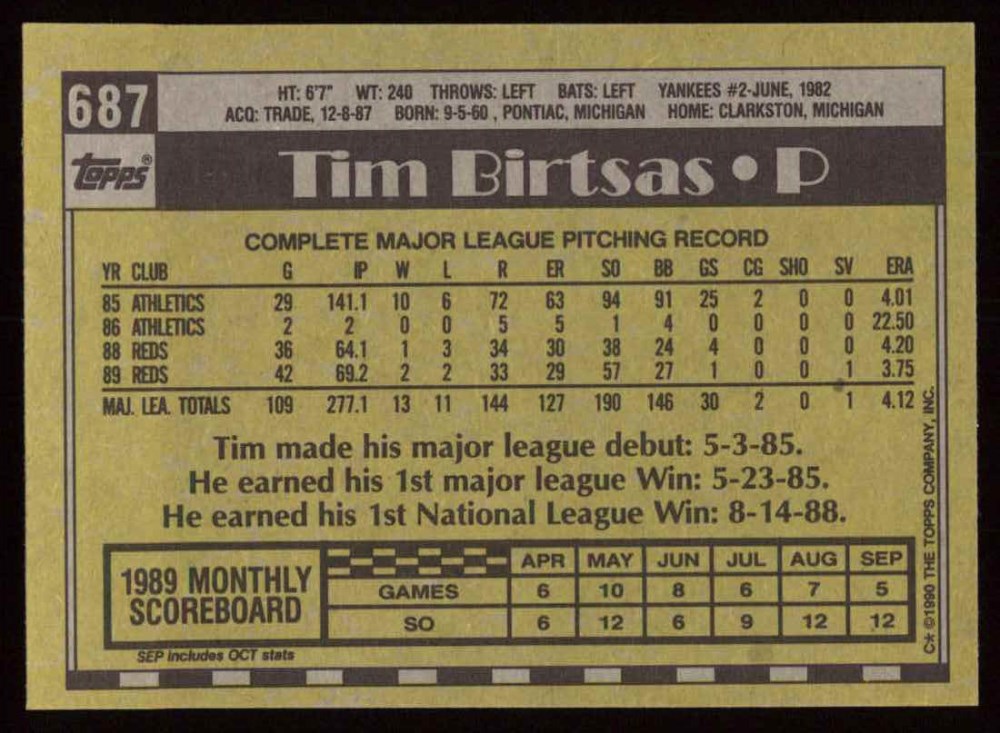 687
HT: 6'7" WT: 240 THROWS: LEFT BATS: LEFT YANKEES #2-JUNE, 1982
ACQ: TRADE, 12-8-87 BORN: 9-5-60 , PONTIAC, MICHIGAN HOME: CLARKSTON, MICHIGAN
Topps®
Tim Birtsas • P
COMPLETE MAJOR LEAGUE PITCHING RECORD
YR CLUB G IP W L R ER SO BB GS CG SHO SV ERA
85 ATHLETICS 29 141.1 10 6 72 63 94 91 25 2 0 0 4.01
86 ATHLETICS 2 2 0 0 5 5 1 4 0 0 0 0 22.50
88 REDS 36 64.1 1 3 34 30 38 24 4 0 0 0 4.20
89 REDS 42 69.2 2 2 33 29 57 27 1 0 0 1 3.75
MAJ. LEA. TOTALS 109 277.1 13 11 144 127 190 146 30 2 0 1 4.12
Tim made his major league debut: 5-3-85.
He earned his 1st major league Win: 5-23-85.
He earned his 1st National League Win: 8-14-88.
1989 MONTHLY
SCOREBOARD
APR MAY JUN JUL AUG SEP
GAMES 6 10 8 6 7 5
SO 6 12 6 9 12 12
SEP includes OCT stats
C* ©1990 THE TOPPS COMPANY, INC.